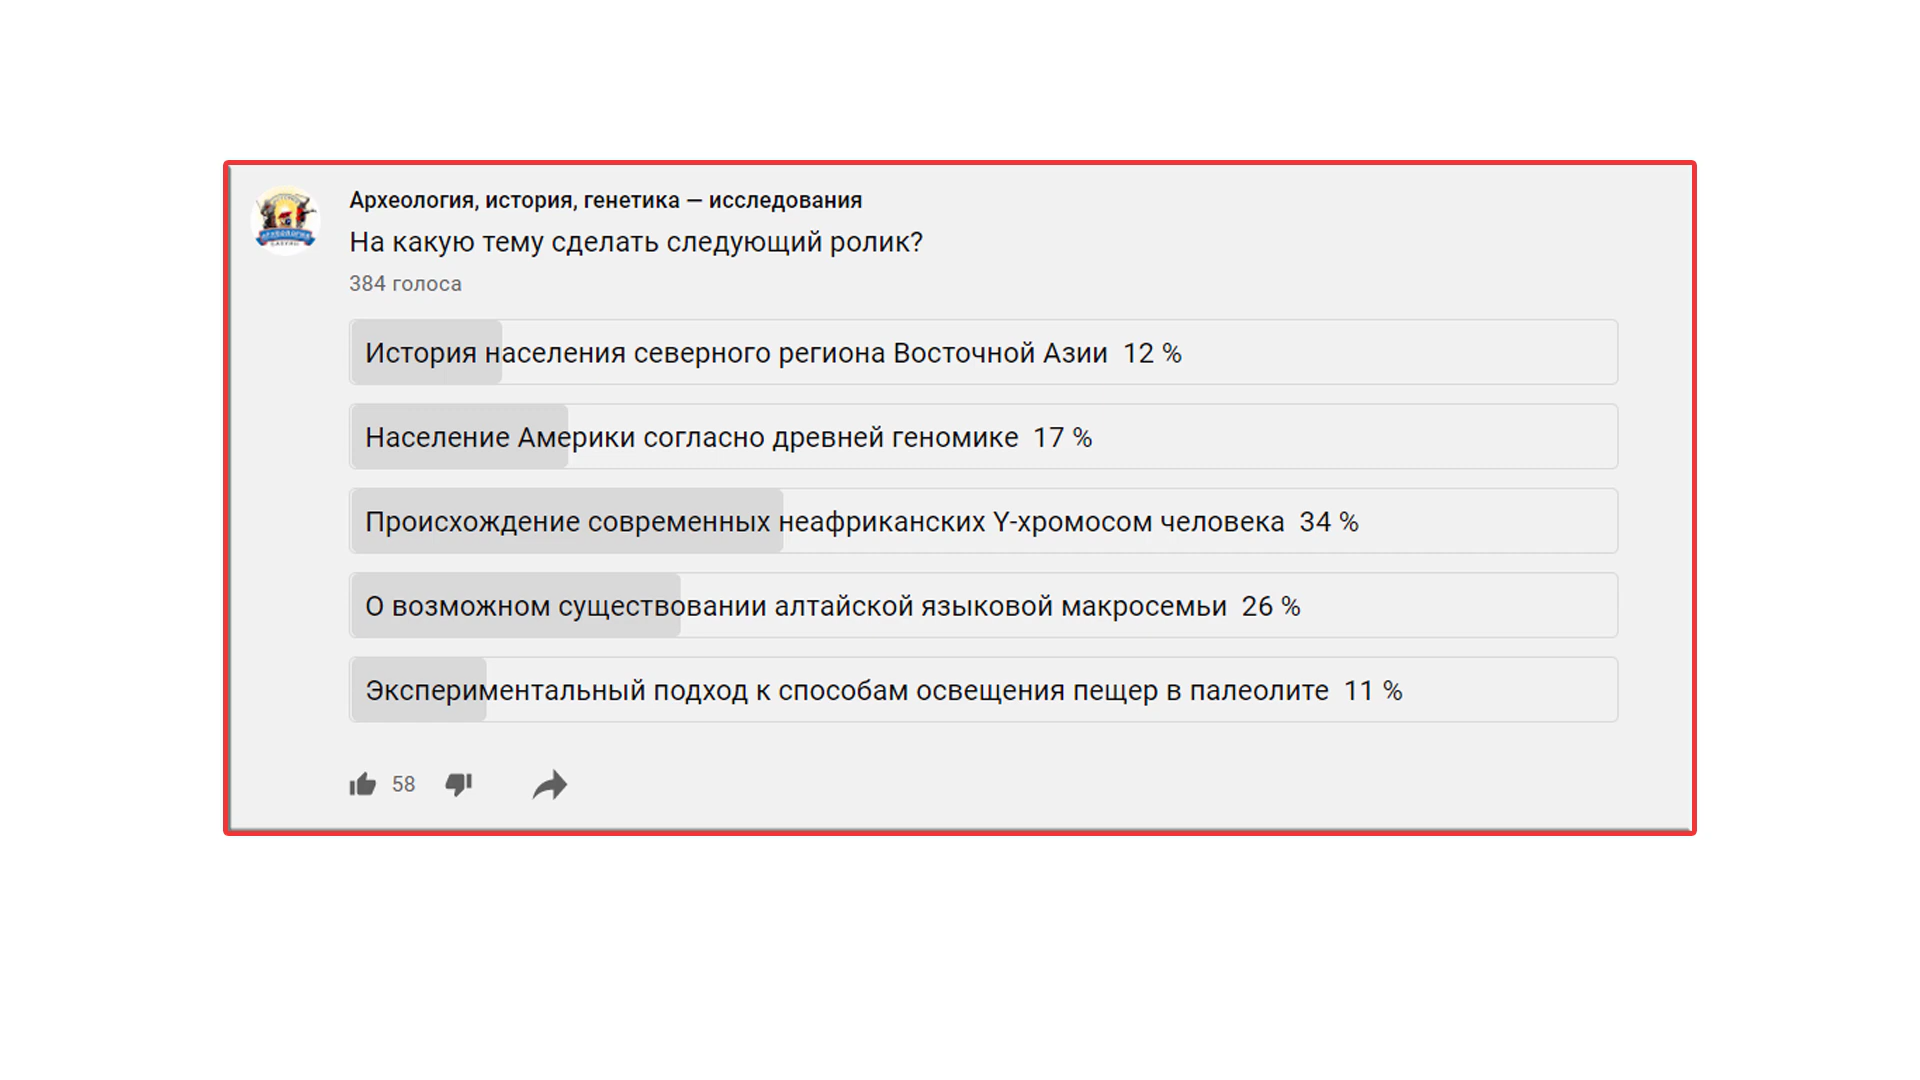 Археология, история, генетика — исследования
На какую тему сделать следующий ролик?
384 голоса
История населения северного региона Восточной Азии 12 %
Население Америки согласно древней геномике 17 %
Происхождение современных неафриканских Y-хромосом человека 34 %
О возможном существовании алтайской языковой макросемьи 26 %
Экспериментальный подход к способам освещения пещер в палеолите 11 %
58